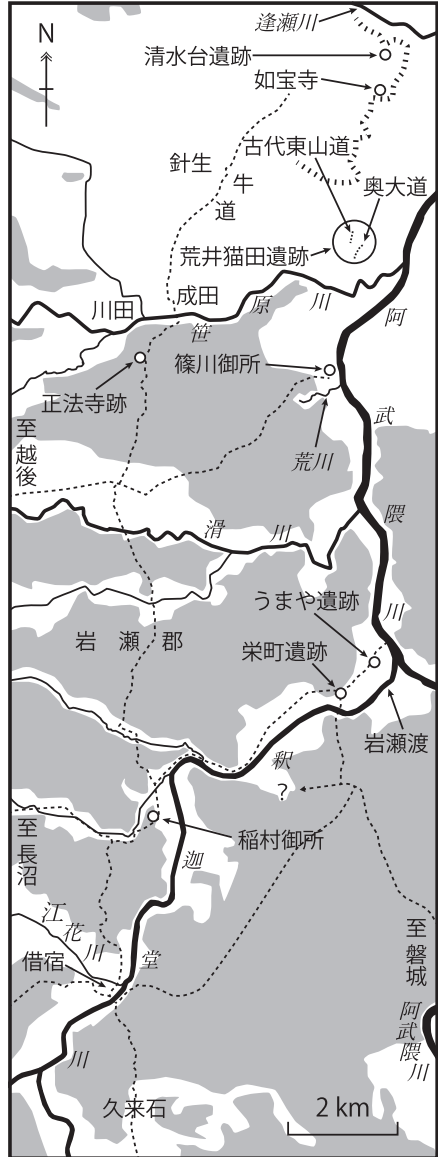 N
逢瀬川
清水台遺跡
如宝寺
古代東山道
針生
牛道
奥大道
荒井猫田遺跡
川田
成田
笹原川
阿武隈川
篠川御所
正法寺跡
荒川
至越後
滑川
うまや遺跡
岩瀬郡
栄町遺跡
岩瀬渡
釈迦堂川
?
稲村御所
至長沼
江花川
至磐城
借宿
阿武隈川
久来石
2 km